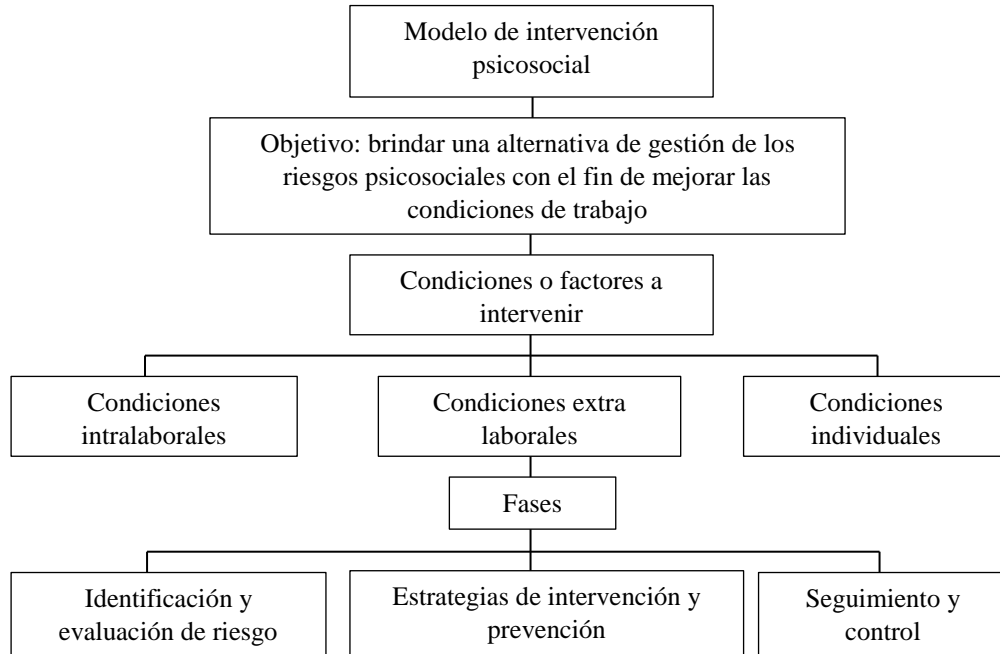 Modelo de intervención
psicosocial
Objetivo: brindar una alternativa de gestión de los
riesgos psicosociales con el fin de mejorar las
condiciones de trabajo
Condiciones o factores a
intervenir
Condiciones
intralaborales
Condiciones extra
laborales
Condiciones
individuales
Fases
Identificación y
evaluación de riesgo
Estrategias de intervención y
prevención
Seguimiento y
control